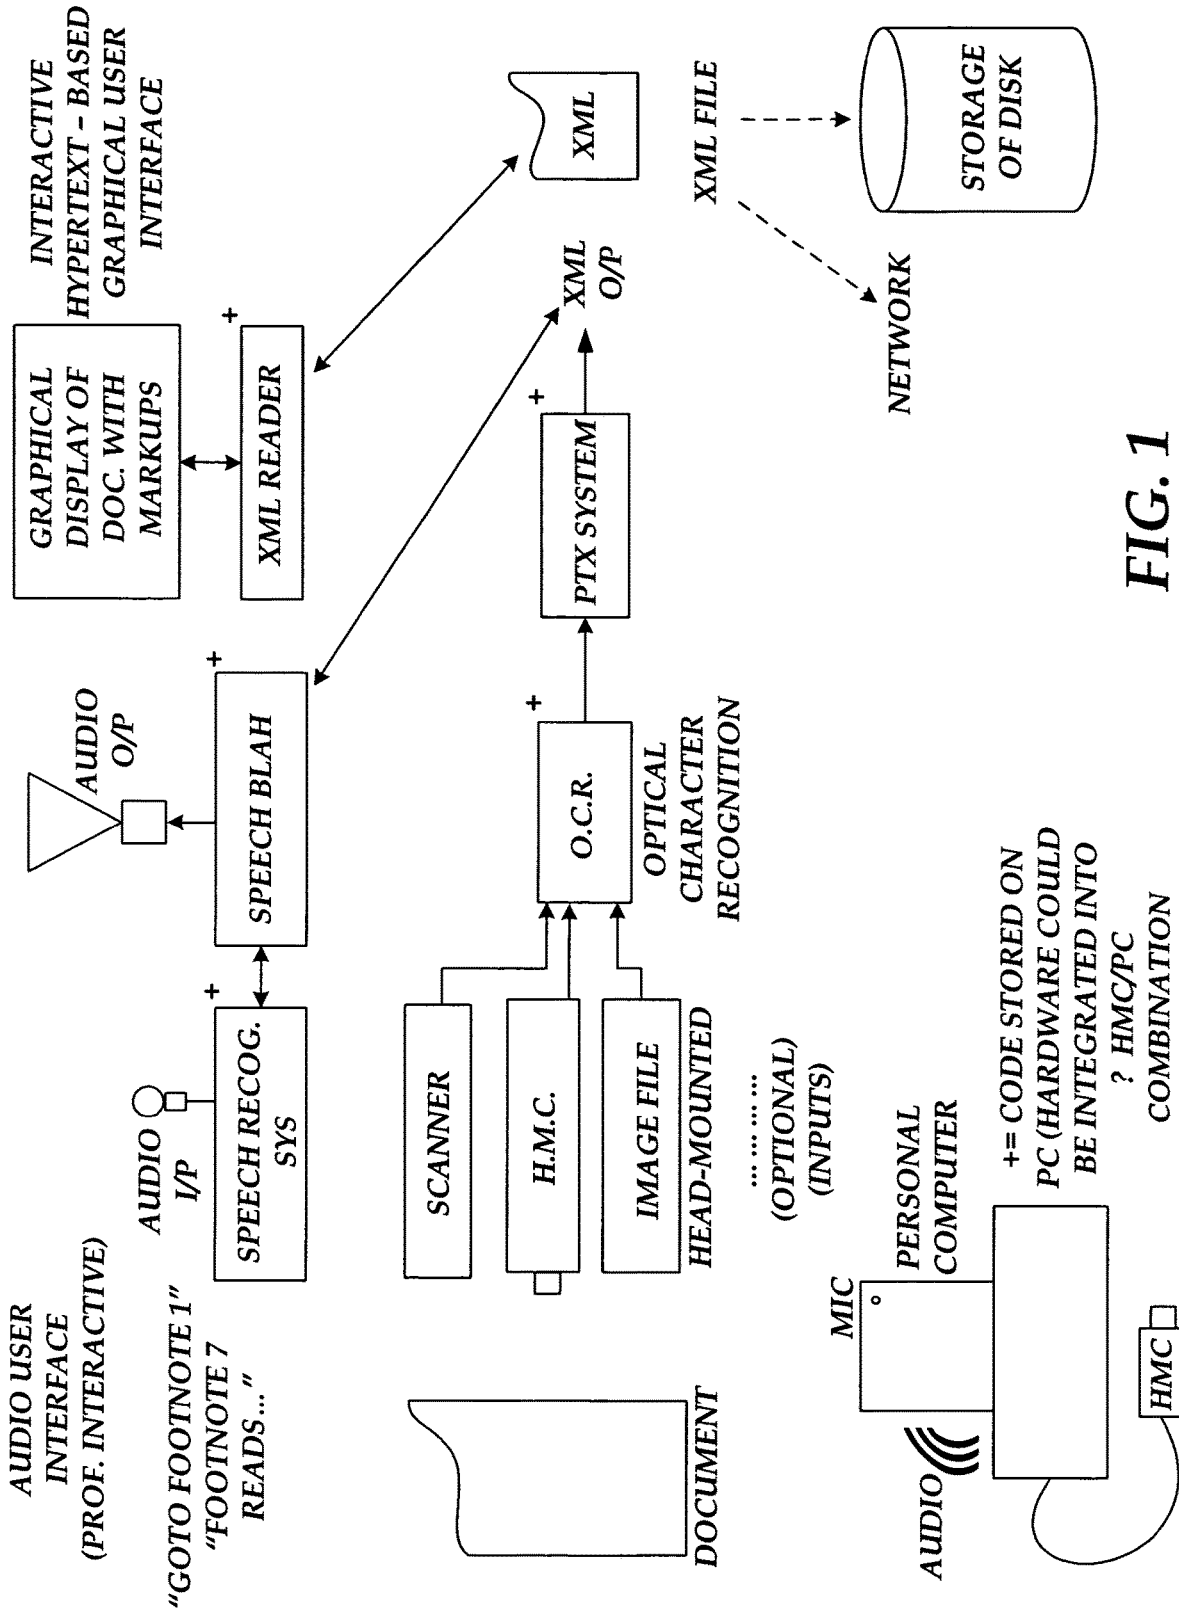 AUDIO USER
INTERFACE
(PROF. INTERACTIVE)
"GOTO FOOTNOTE 1"
"FOOTNOTE 7
READS..."
AUDIO
I/P
SPEECH RECOG.
SYS
+
SPEECH BLAH
+
AUDIO
O/P
GRAPHICAL
DISPLAY OF
DOC. WITH
MARKUPS
XML READER
+
INTERACTIVE
HYPERTEXT – BASED
GRAPHICAL USER
INTERFACE
DOCUMENT
SCANNER
H.M.C.
IMAGE FILE
HEAD-MOUNTED
... ... ... ...
(OPTIONAL)
(INPUTS)
O.C.R.
+
OPTICAL
CHARACTER
RECOGNITION
PTX SYSTEM
+
XML
O/P
XML
XML FILE
NETWORK
STORAGE
OF DISK
AUDIO
MIC
PERSONAL
COMPUTER
HMC
+= CODE STORED ON
PC (HARDWARE COULD
BE INTEGRATED INTO
? HMC/PC
COMBINATION
FIG. 1